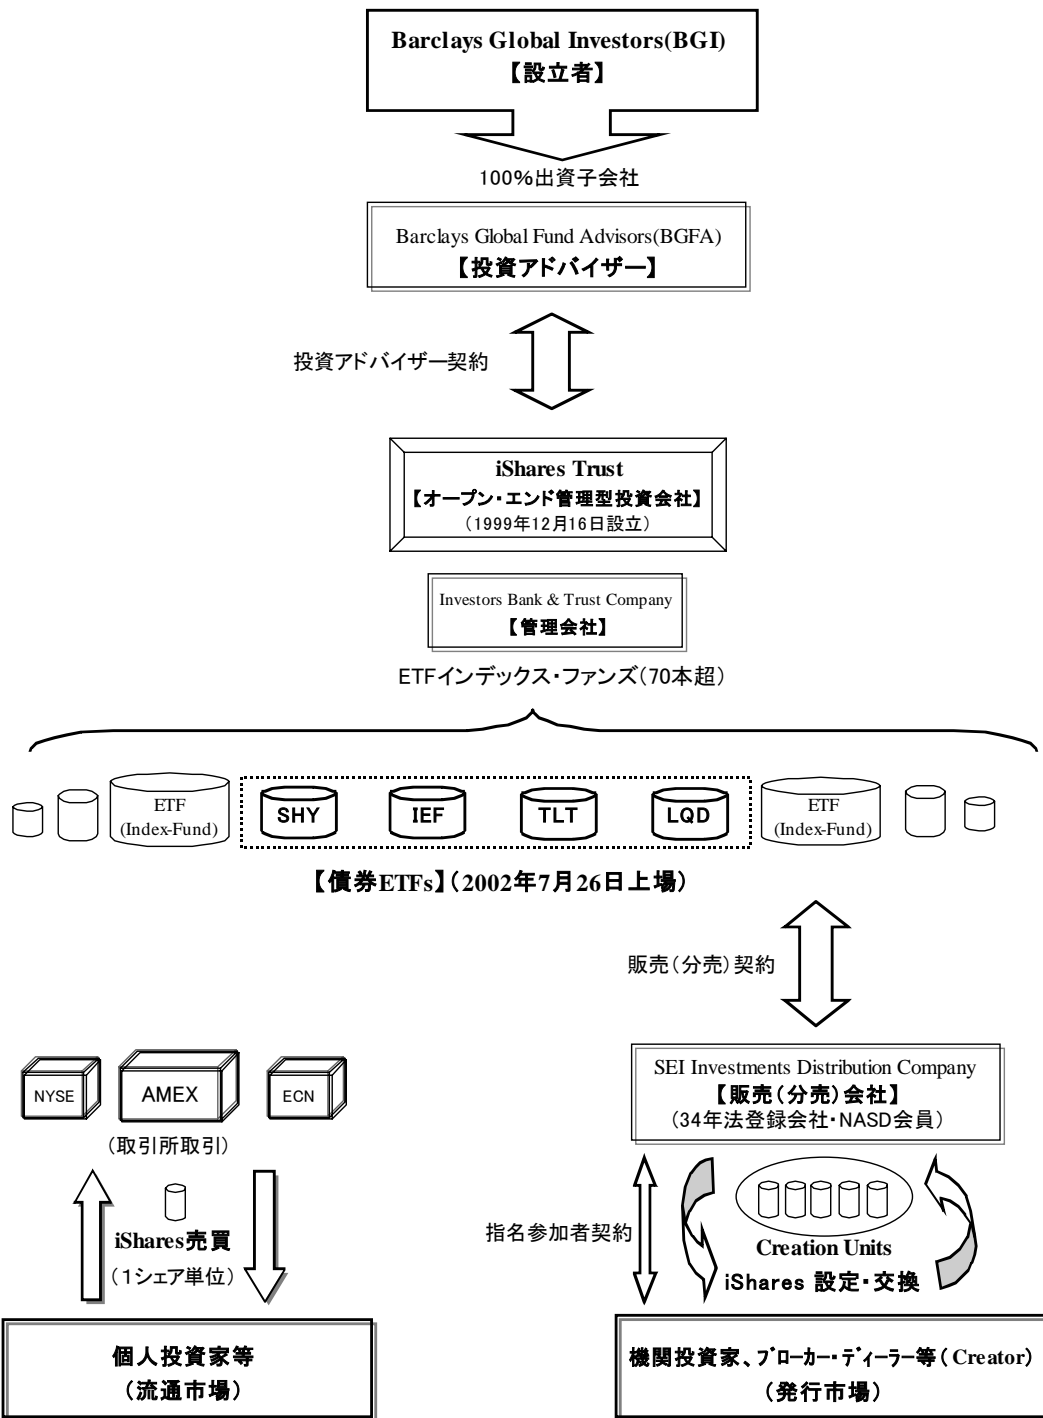 Barclays Global Investors(BGI)
【設立者】
100%出資子会社
Barclays Global Fund Advisors(BGFA)
【投資アドバイザー】
投資アドバイザー契約
iShares Trust
【オープン・エンド管理型投資会社】
(1999年12月16日設立)
Investors Bank & Trust Company
【管理会社】
ETFインデックス・ファンズ(70本超)
ETF
(Index-Fund)
SHY
IEF
TLT
LQD
ETF
(Index-Fund)
【債券ETFs】(2002年7月26日上場)
販売(分売)契約
NYSE
AMEX
ECN
(取引所取引)
iShares売買
(1シェア単位)
個人投資家等
(流通市場)
SEI Investments Distribution Company
【販売(分売)会社】
(34年法登録会社・NASD会員)
指名参加者契約
Creation Units
iShares 設定・交換
機関投資家、ブローカー・ディーラー等(Creator)
(発行市場)